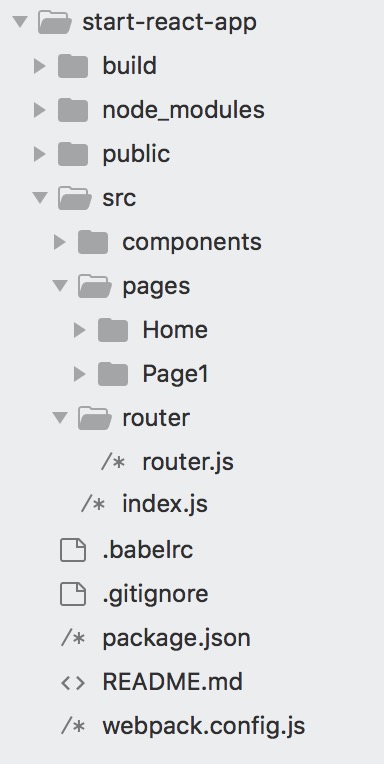 start-react-app
build
node_modules
public
src
components
pages
Home
Page1
router
/* router.js
/* index.js
.babelrc
.gitignore
/* package.json
<> README.md
/* webpack.config.js